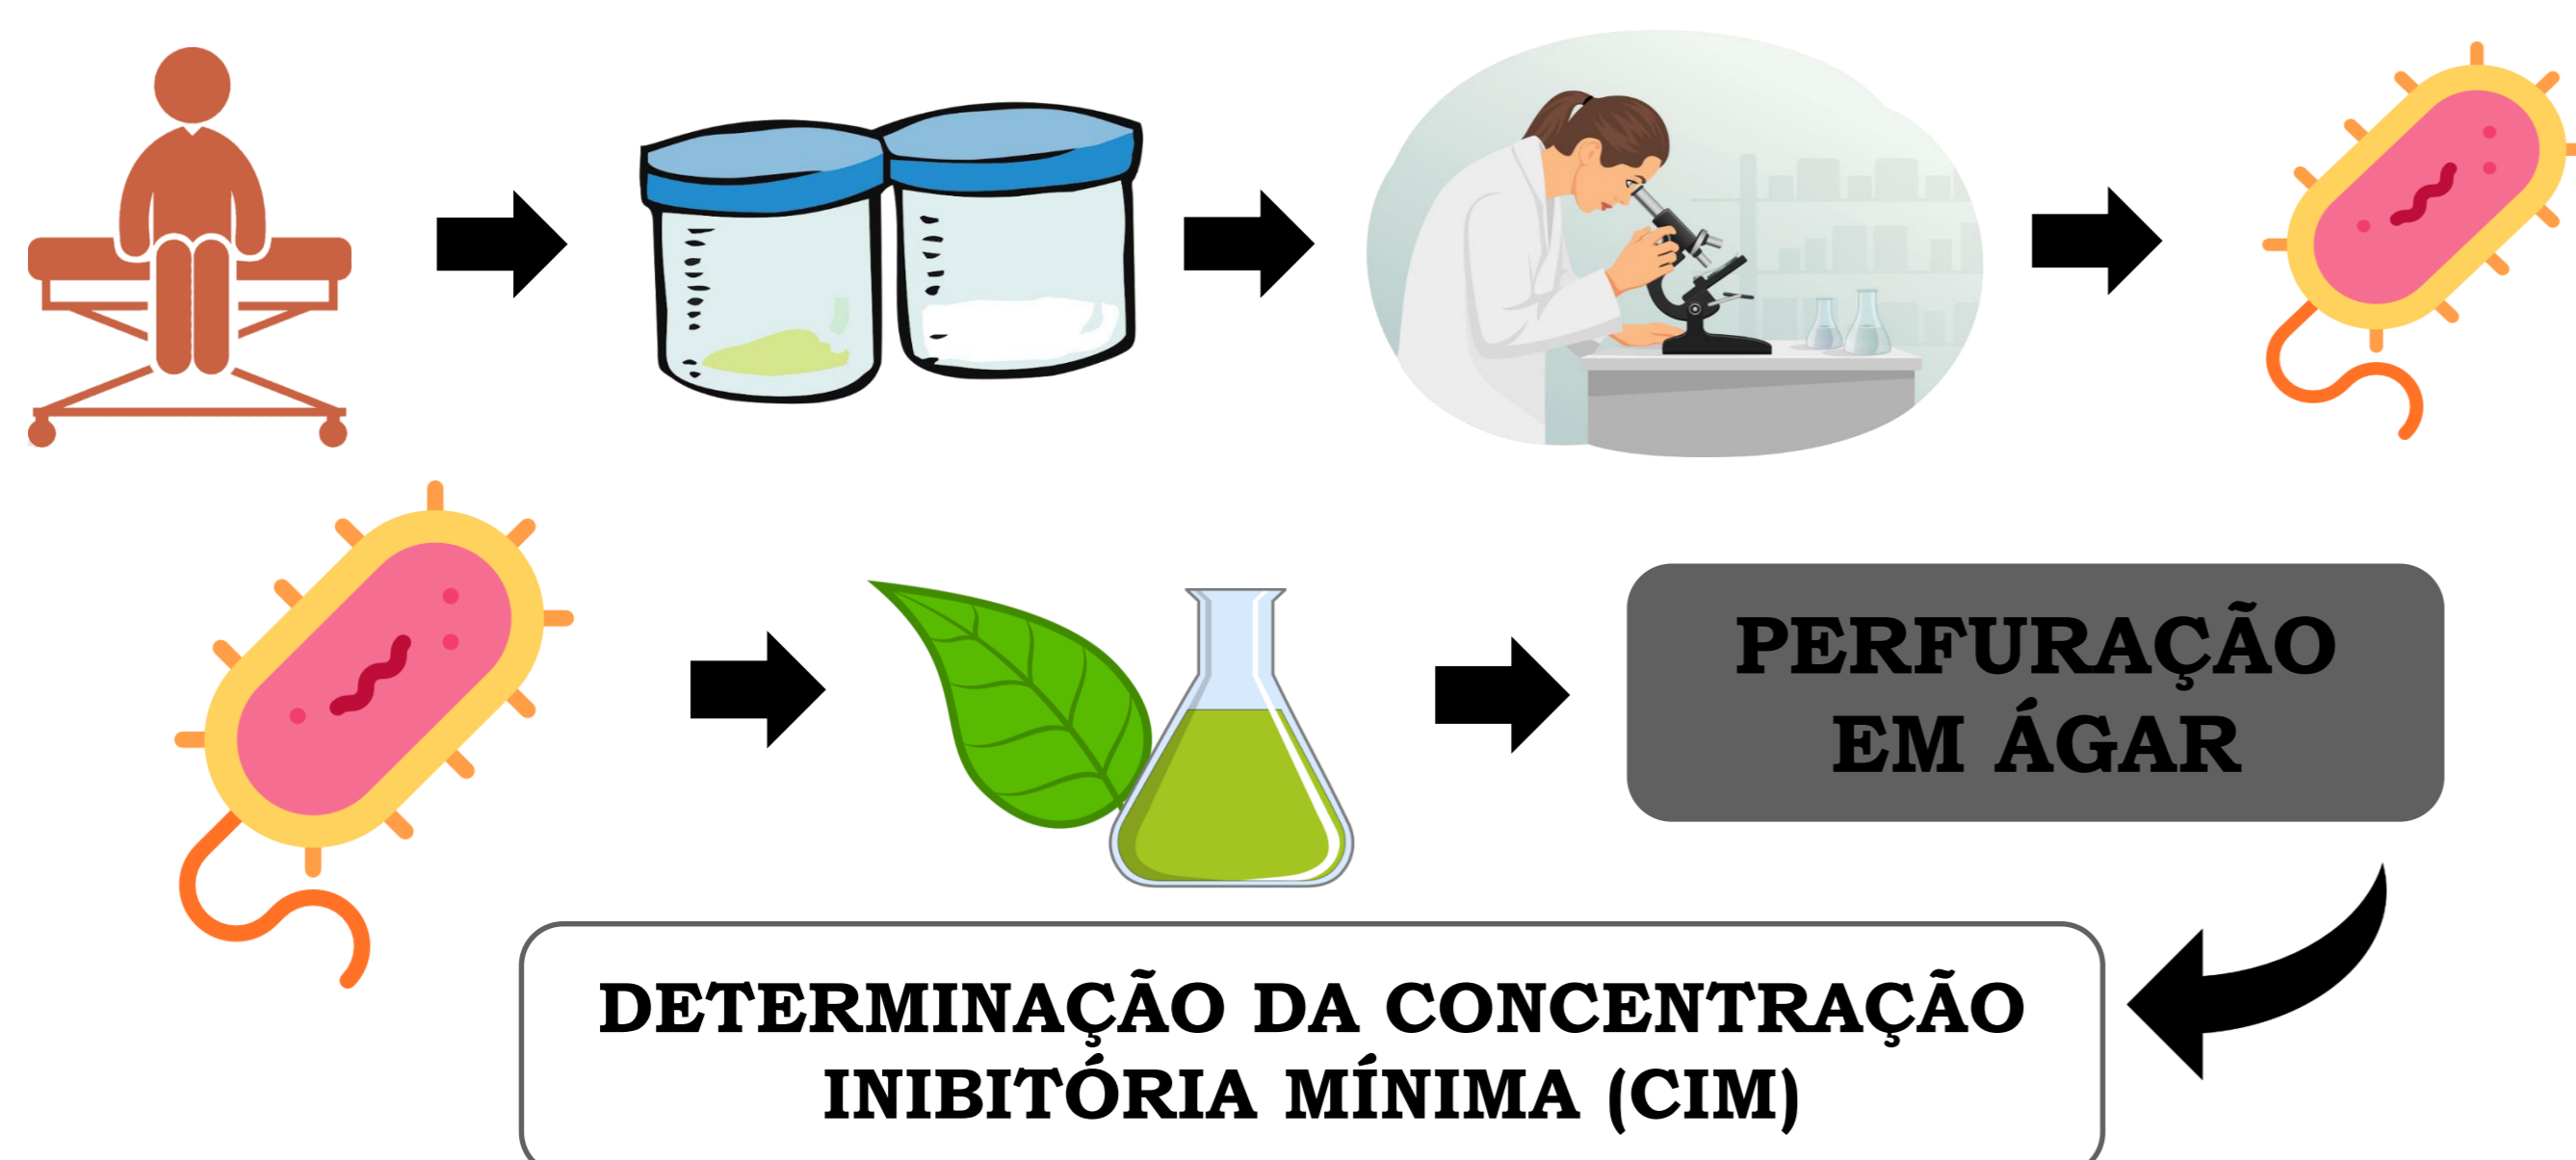 PERFURAÇÃO
EM ÁGAR
DETERMINAÇÃO DA CONCENTRAÇÃO
INIBITÓRIA MÍNIMA (CIM)